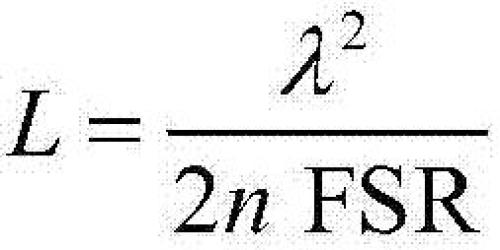 L = λ² / 2n FSR